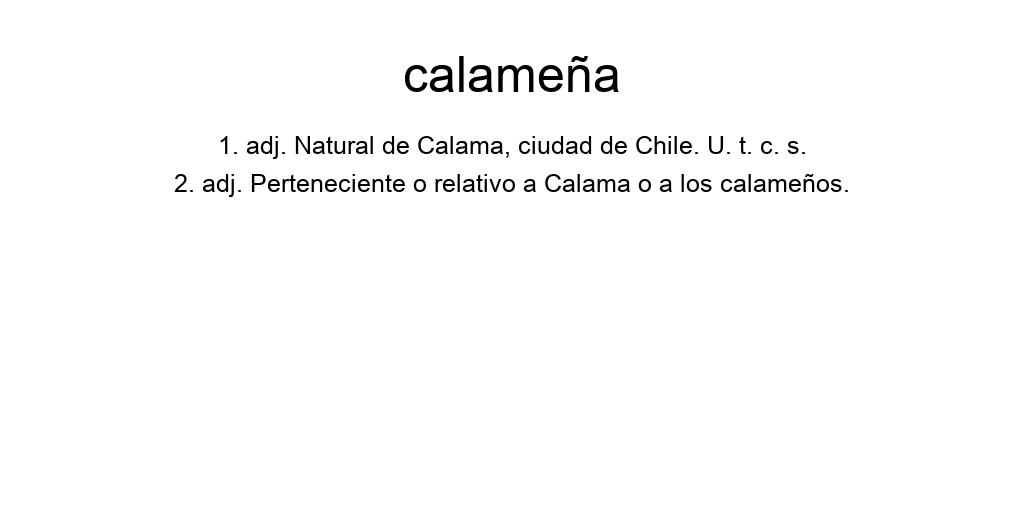 calameña
1. adj. Natural de Calama, ciudad de Chile. U. t. c. s.
2. adj. Perteneciente o relativo a Calama o a los calameños.